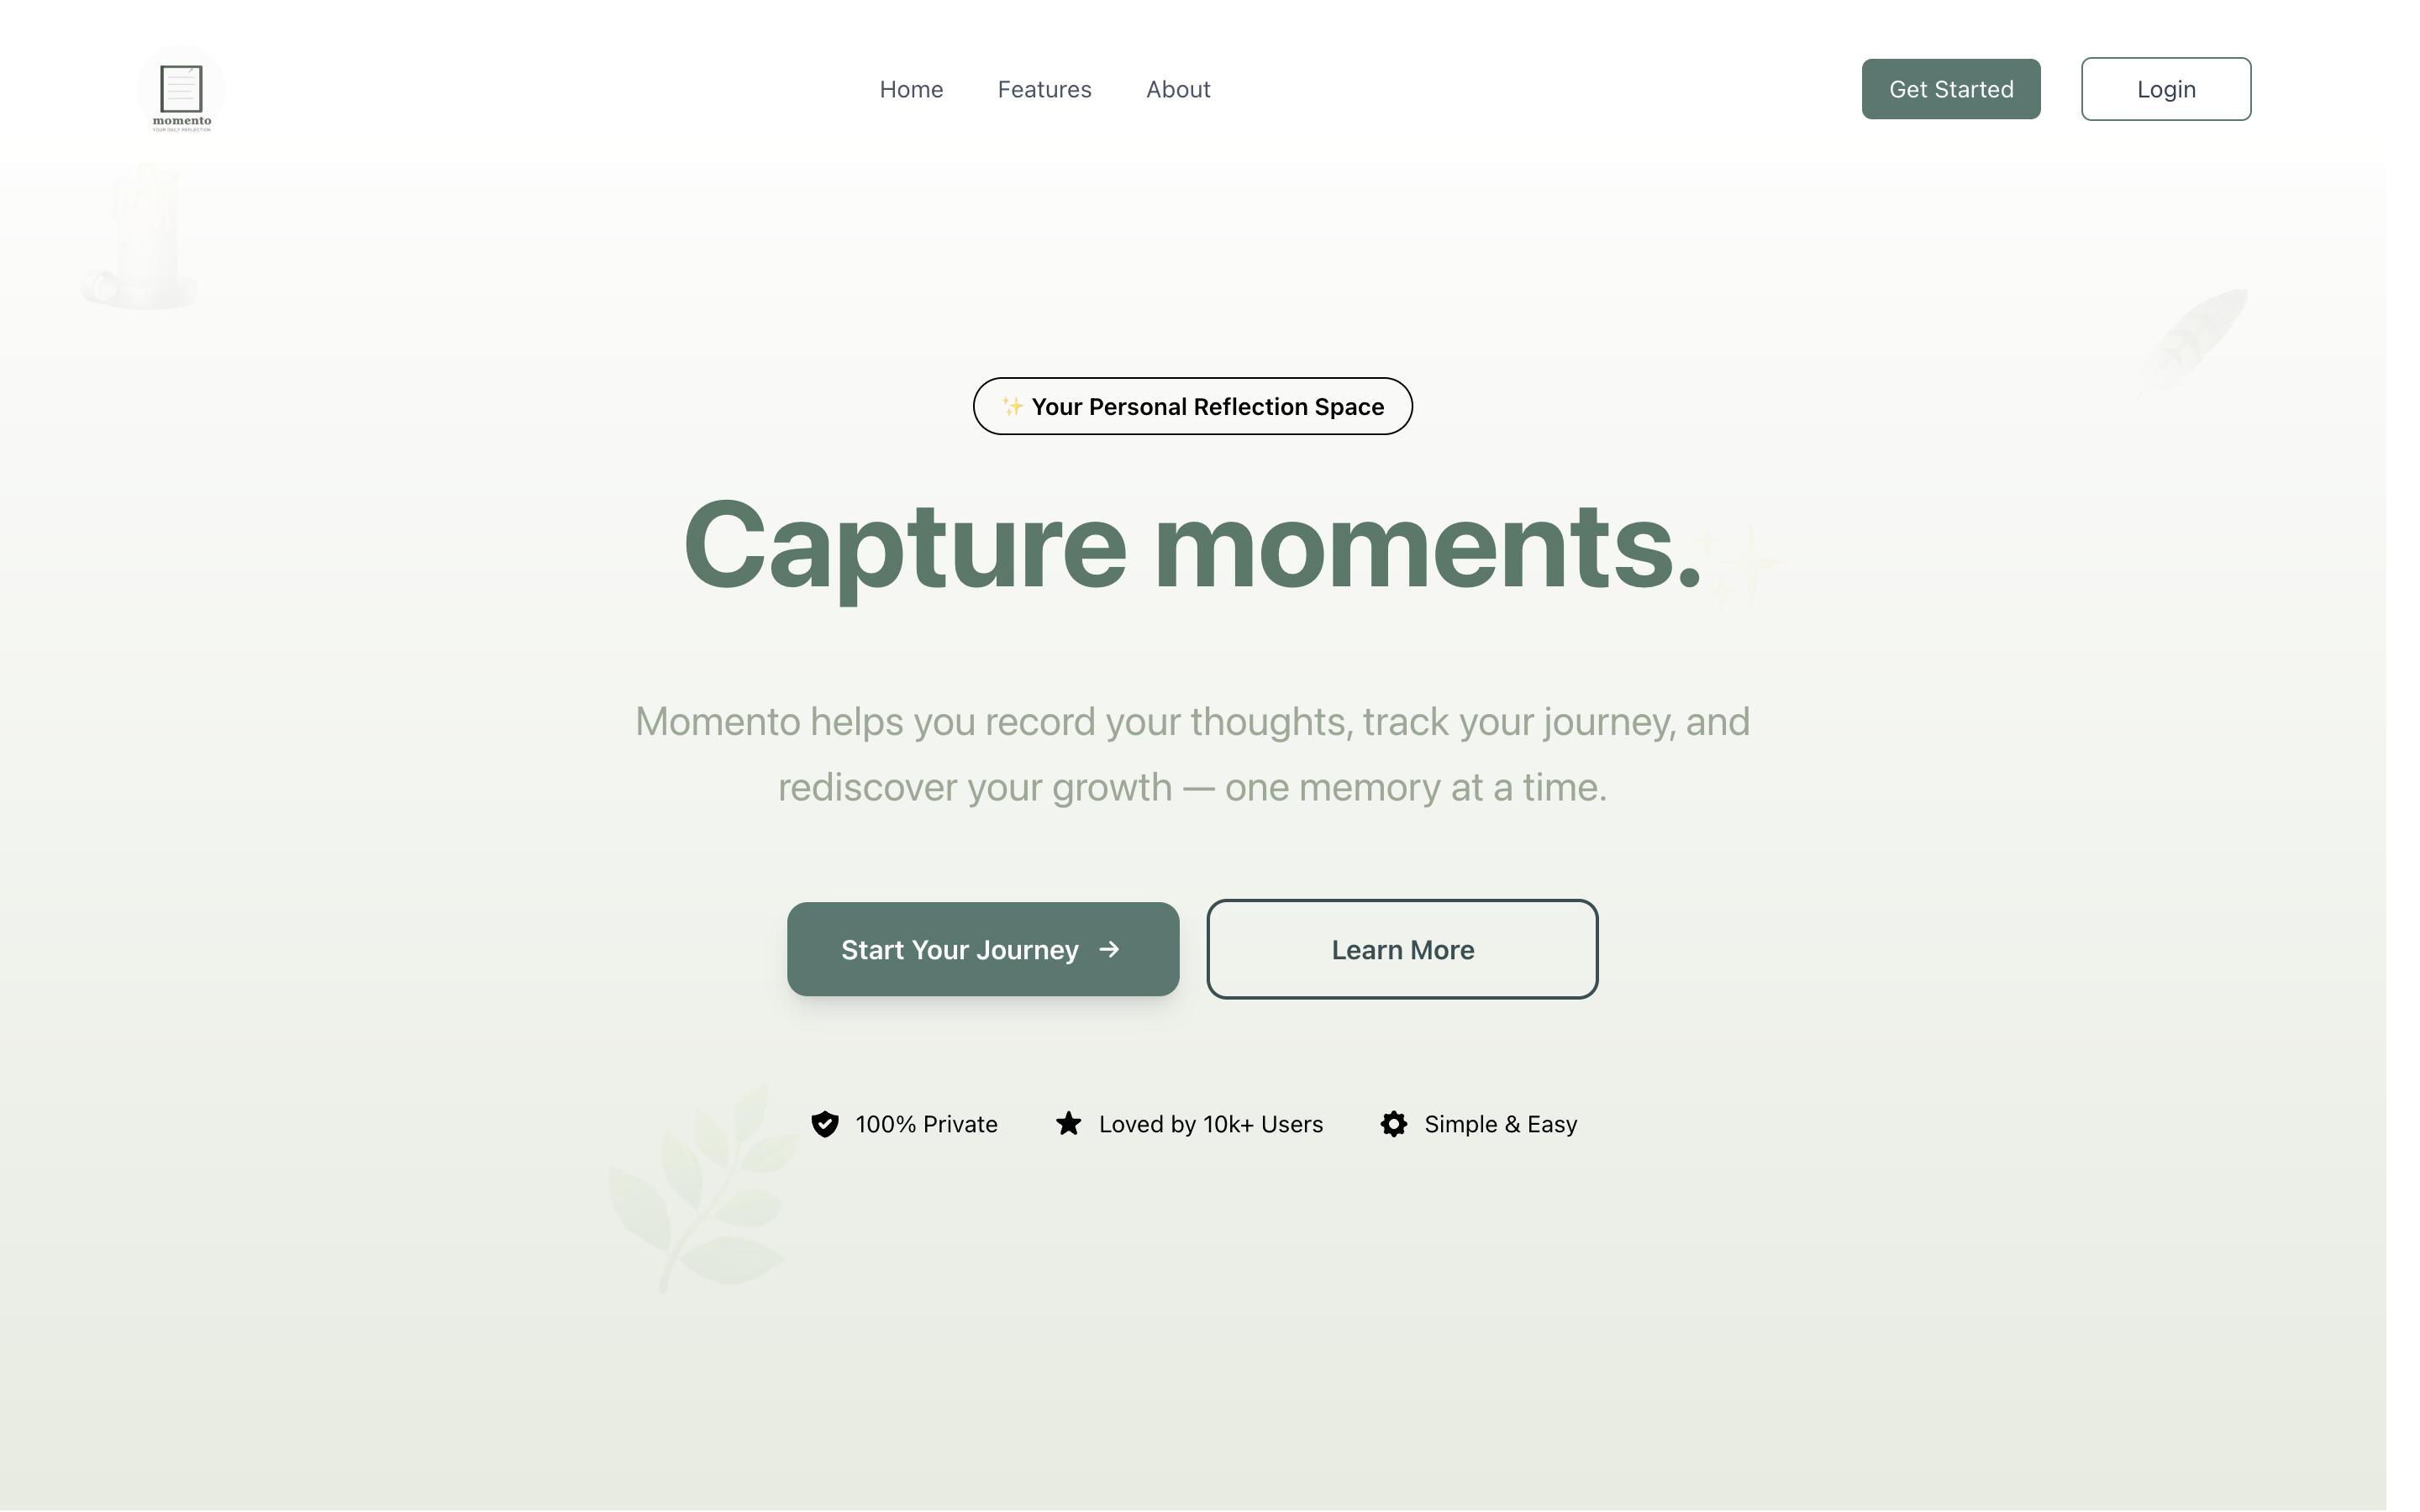 momento
YOUR DAILY REFLECTION
Home
Features
About
Get Started
Login
✨ Your Personal Reflection Space
Capture moments.
Momento helps you record your thoughts, track your journey, and
rediscover your growth — one memory at a time.
Start Your Journey →
Learn More
100% Private
Loved by 10k+ Users
Simple & Easy